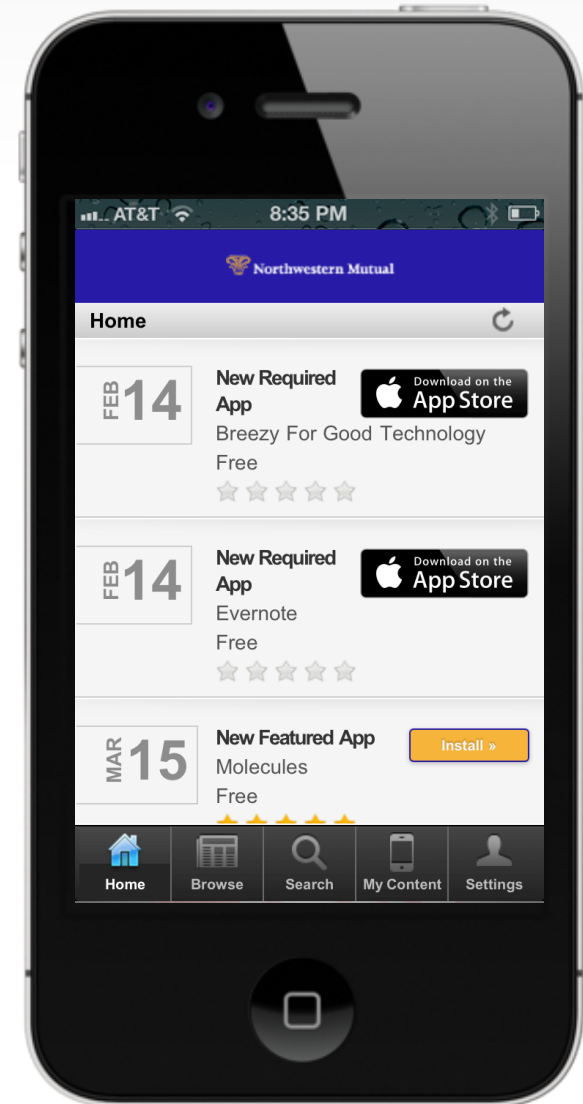 AT&T 8:35 PM
Northwestern Mutual
Home
FEB 14
New Required
App
Download on the
App Store
Breezy For Good Technology
Free
FEB 14
New Required
App
Download on the
App Store
Evernote
Free
MAR 15
New Featured App
Install »
Molecules
Free
Home Browse Search My Content Settings